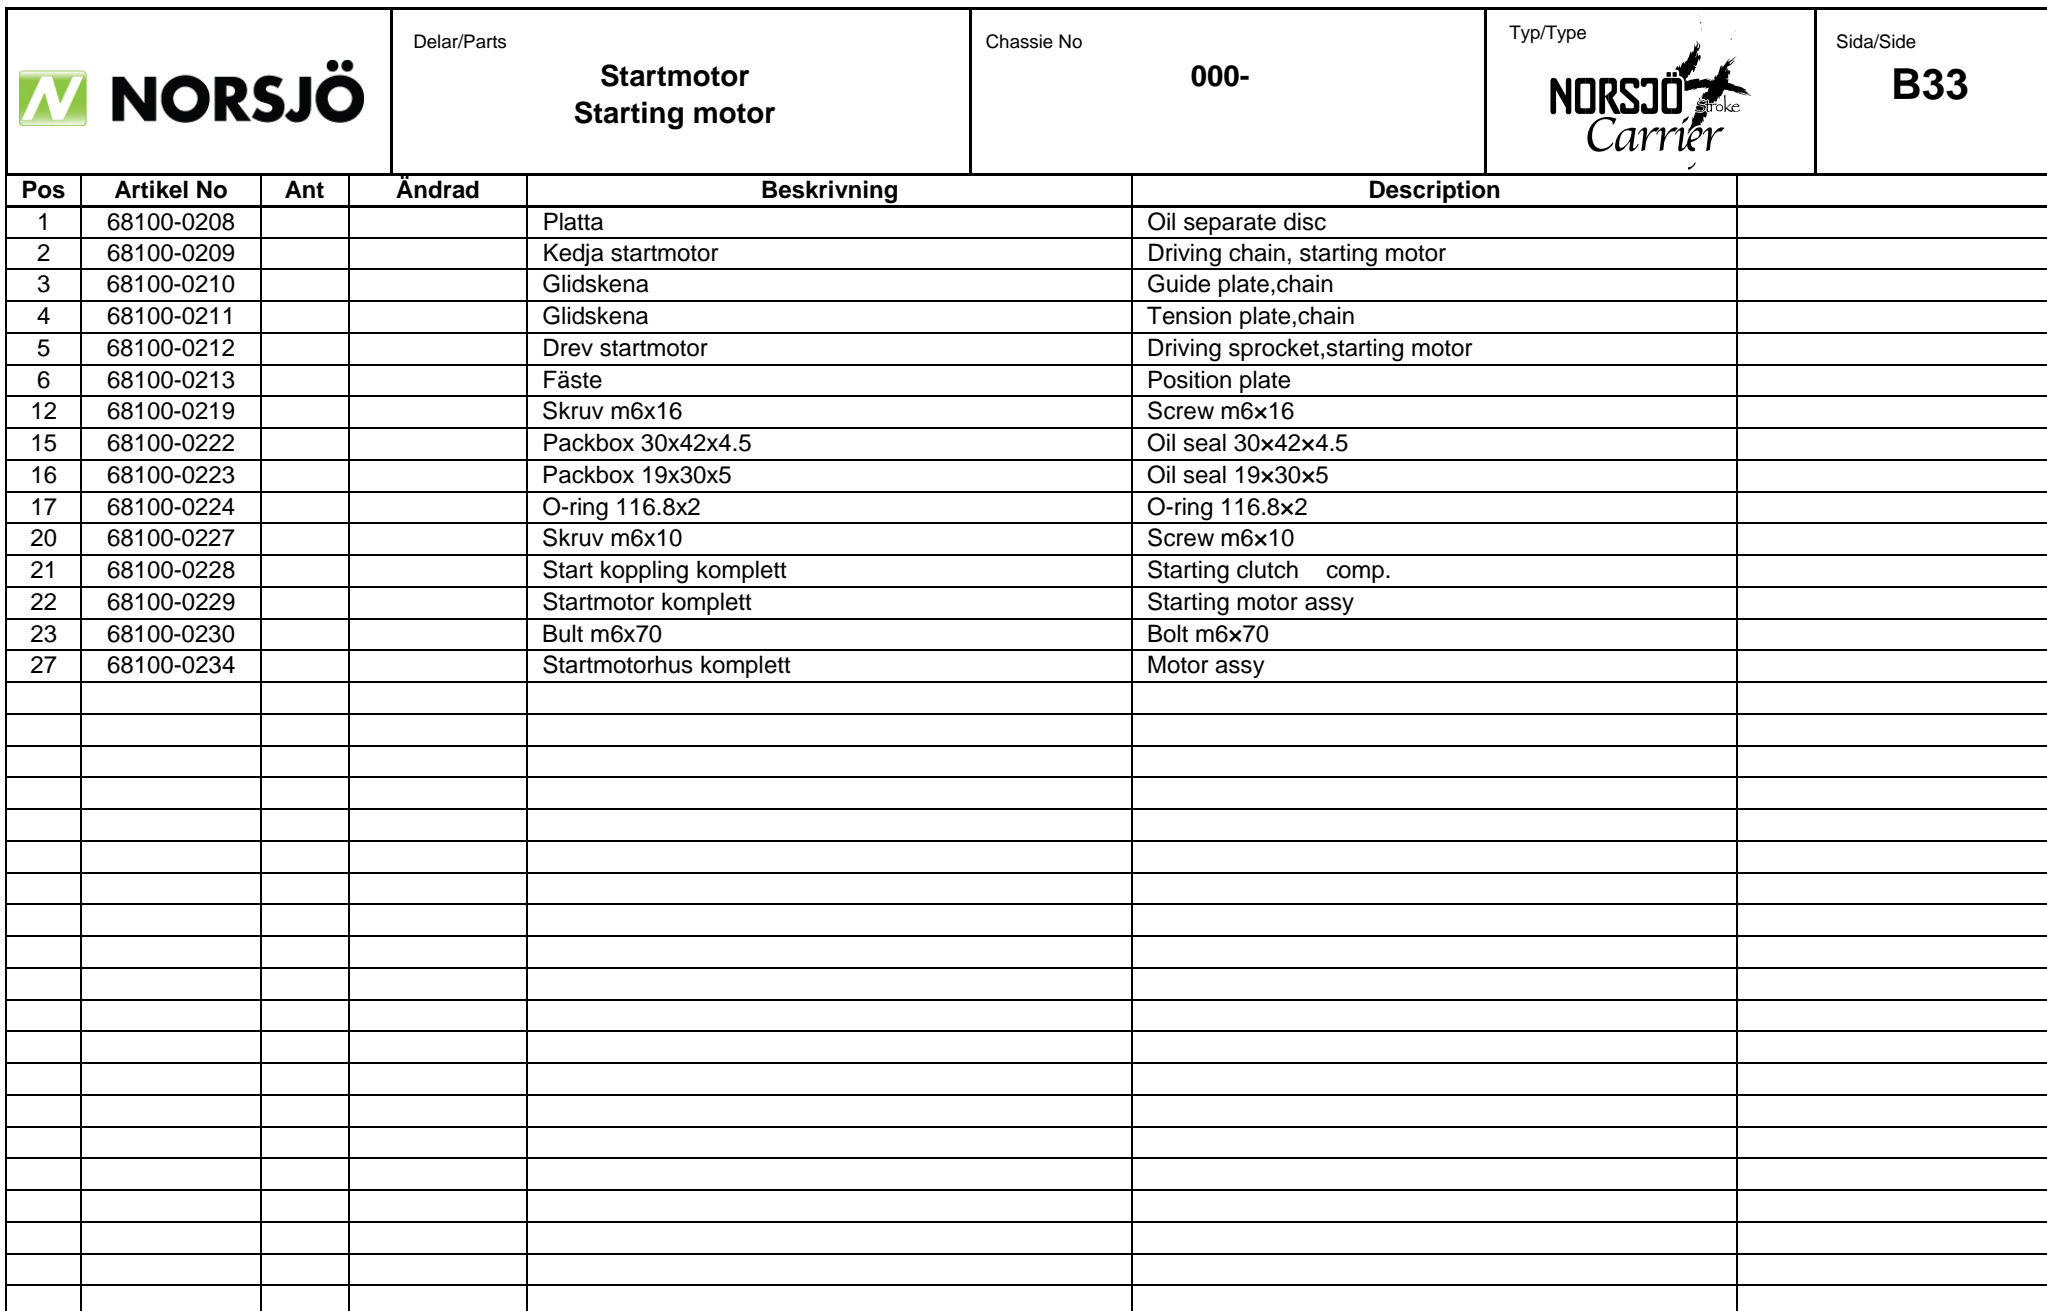 NORSJÖ
Delar/Parts
Startmotor
Starting motor
Chassie No
000-
Typ/Type
NORSJÖ 4 Stroke
Carrier
Sida/Side
B33
Pos Artikel No Ant Ändrad Beskrivning Description
1 68100-0208 Platta Oil separate disc
2 68100-0209 Kedja startmotor Driving chain, starting motor
3 68100-0210 Glidskena Guide plate,chain
4 68100-0211 Glidskena Tension plate,chain
5 68100-0212 Drev startmotor Driving sprocket,starting motor
6 68100-0213 Fäste Position plate
12 68100-0219 Skruv m6x16 Screw m6×16
15 68100-0222 Packbox 30x42x4.5 Oil seal 30×42×4.5
16 68100-0223 Packbox 19x30x5 Oil seal 19×30×5
17 68100-0224 O-ring 116.8x2 O-ring 116.8×2
20 68100-0227 Skruv m6x10 Screw m6×10
21 68100-0228 Start koppling komplett Starting clutch comp.
22 68100-0229 Startmotor komplett Starting motor assy
23 68100-0230 Bult m6x70 Bolt m6×70
27 68100-0234 Startmotorhus komplett Motor assy